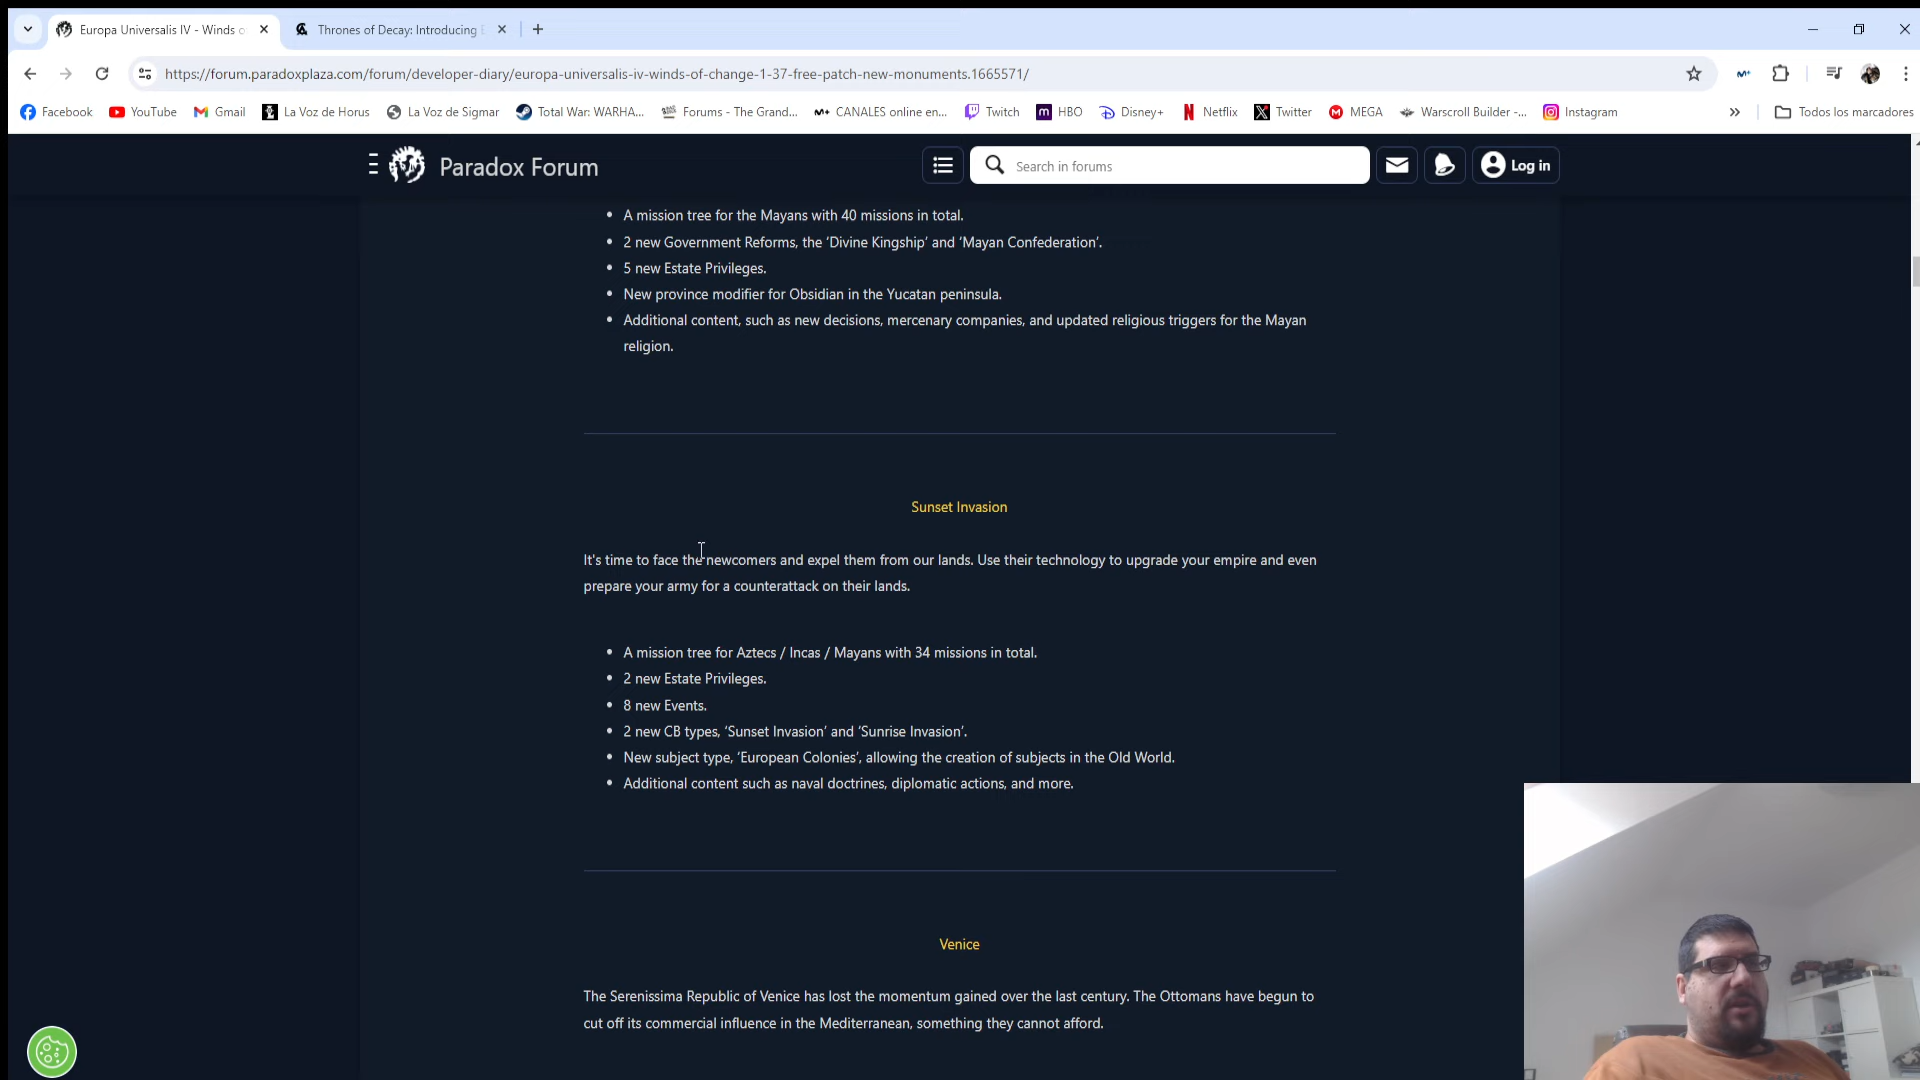 Europa Universalis IV - Winds o
Thrones of Decay: Introducing E
https://forum.paradoxplaza.com/forum/developer-diary/europa-universalis-iv-winds-of-change-1-37-free-patch-new-monuments.1665571/
Facebook YouTube Gmail La Voz de Horus La Voz de Sigmar Total War: WARHA... Forums - The Grand... CANALES online en... Twitch HBO Disney+ Netflix Twitter MEGA Warscroll Builder -... Instagram » Todos los marcadores
Paradox Forum Search in forums Log in
• A mission tree for the Mayans with 40 missions in total.
• 2 new Government Reforms, the ‘Divine Kingship’ and ‘Mayan Confederation’.
• 5 new Estate Privileges.
• New province modifier for Obsidian in the Yucatan peninsula.
• Additional content, such as new decisions, mercenary companies, and updated religious triggers for the Mayan
religion.
Sunset Invasion
It's time to face the newcomers and expel them from our lands. Use their technology to upgrade your empire and even
prepare your army for a counterattack on their lands.
• A mission tree for Aztecs / Incas / Mayans with 34 missions in total.
• 2 new Estate Privileges.
• 8 new Events.
• 2 new CB types, ‘Sunset Invasion’ and ‘Sunrise Invasion’.
• New subject type, ‘European Colonies’, allowing the creation of subjects in the Old World.
• Additional content such as naval doctrines, diplomatic actions, and more.
Venice
The Serenissima Republic of Venice has lost the momentum gained over the last century. The Ottomans have begun to
cut off its commercial influence in the Mediterranean, something they cannot afford.